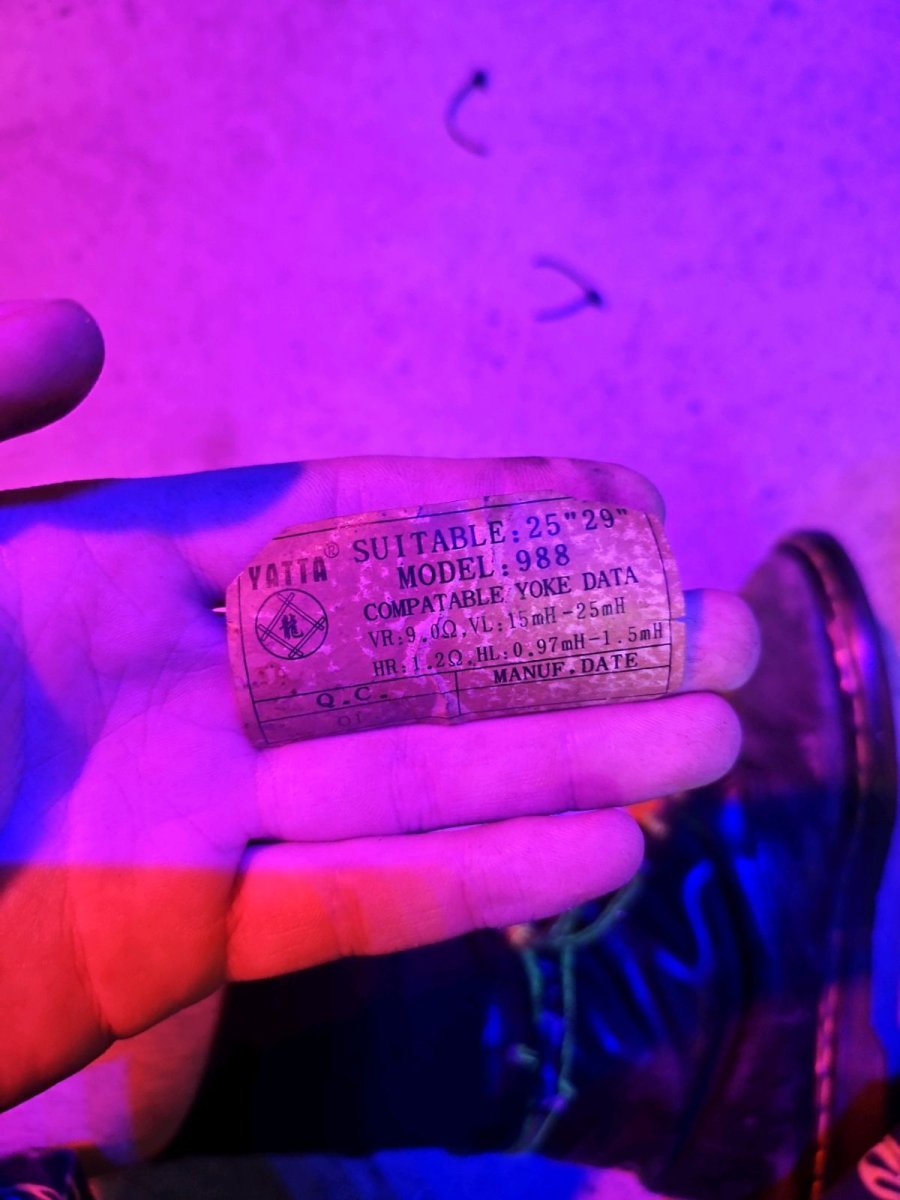 SUITABLE:25"29"
YATTA®
MODEL:988
COMPATABLE YOKE DATA
龍
VR:9.0Ω.VL:15mH-25mH
HR:1.2Ω.HL:0.97mH-1.5mH
Q.C.
MANUF.DATE